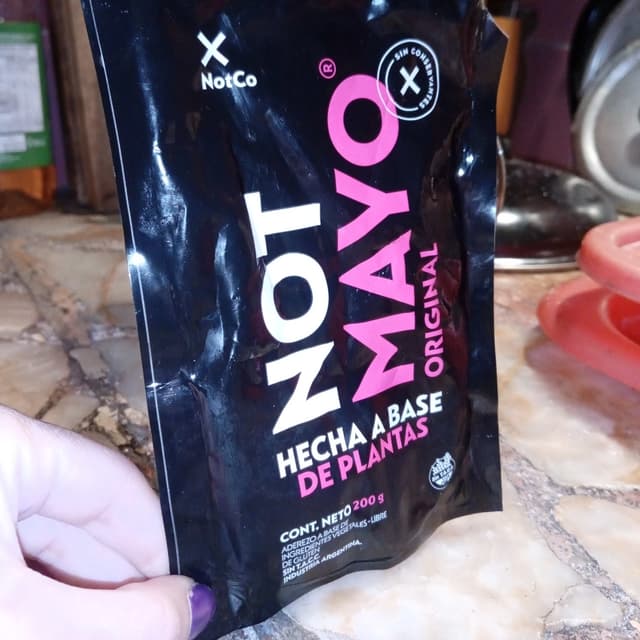 NotCo
SIN CONSERVANTES
NOT
MAYO®
ORIGINAL
HECHA A BASE
DE PLANTAS
CONT. NETO 200 g
ADEREZO A BASE DE
INGREDIENTES VEGETALES - LIBRE
DE GLUTEN
SIN T.A.C.C.
INDUSTRIA ARGENTINA.